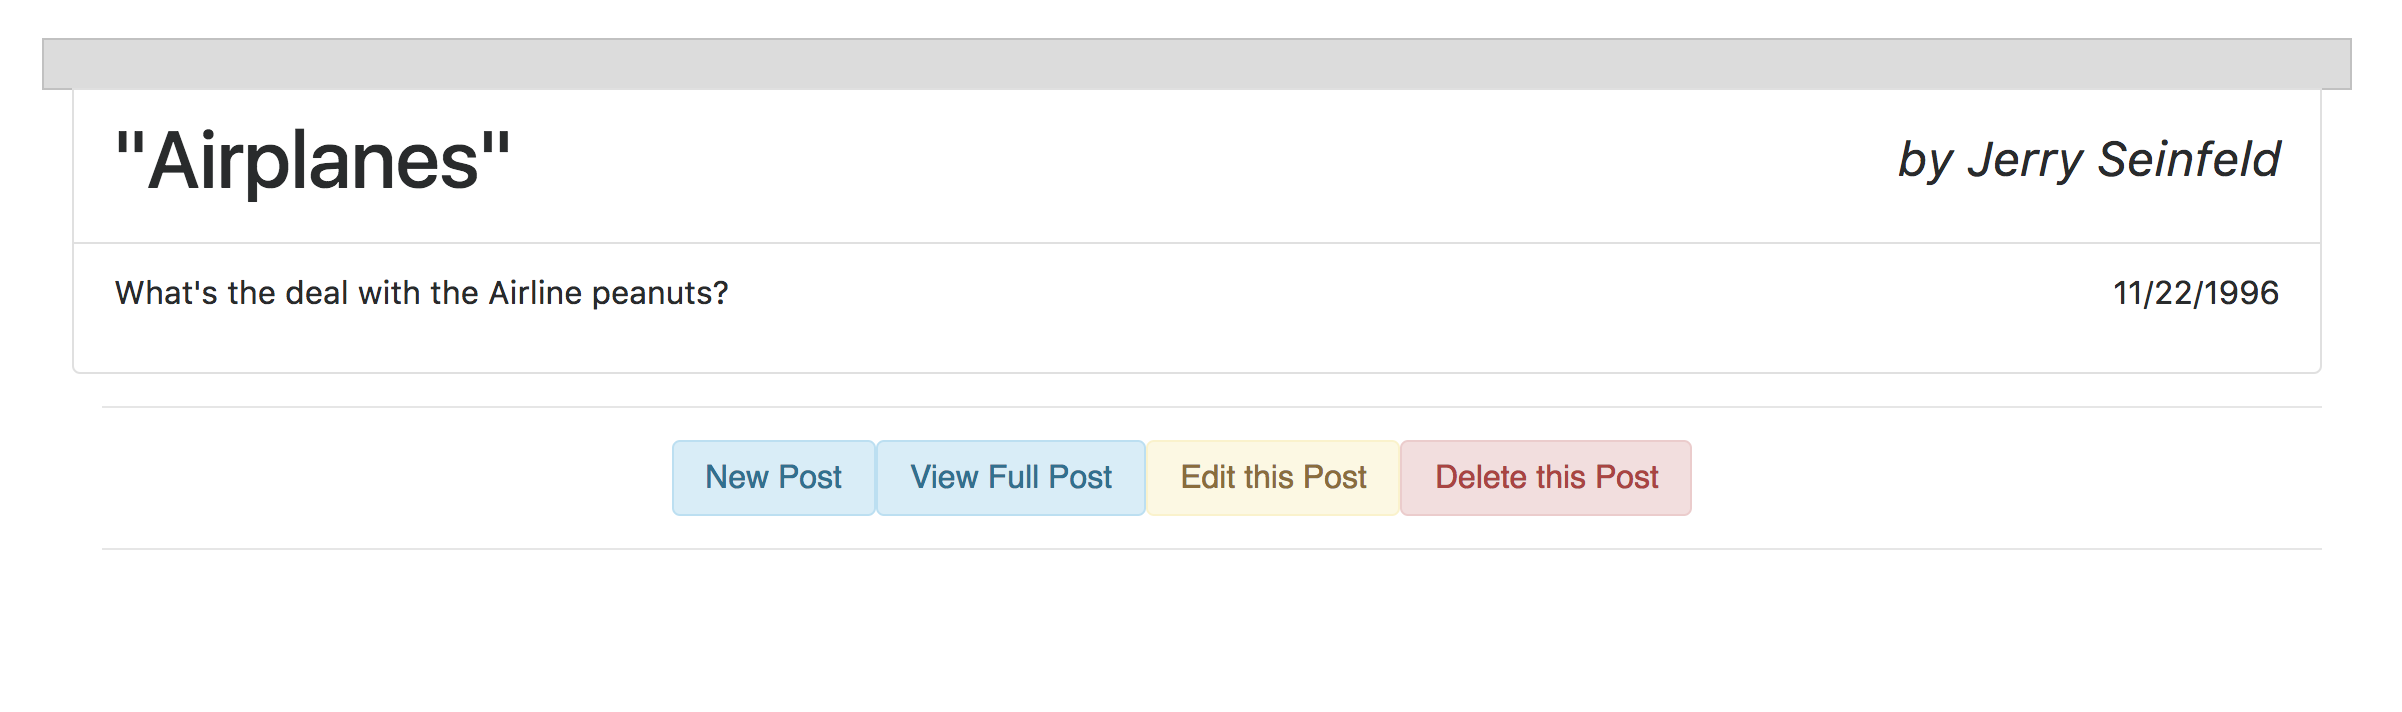 "Airplanes" by Jerry Seinfeld
What's the deal with the Airline peanuts? 11/22/1996
New Post View Full Post Edit this Post Delete this Post